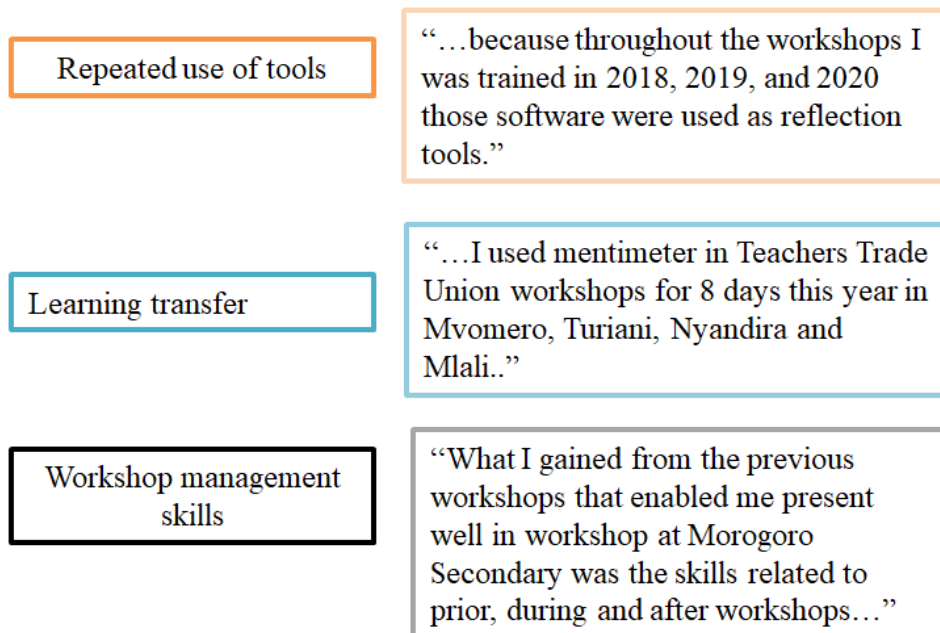 Repeated use of tools
“…because throughout the workshops I
was trained in 2018, 2019, and 2020
those software were used as reflection
tools.”
Learning transfer
“…I used mentimeter in Teachers Trade
Union workshops for 8 days this year in
Mvomero, Turiani, Nyandira and
Mlali..”
Workshop management
skills
“What I gained from the previous
workshops that enabled me present
well in workshop at Morogoro
Secondary was the skills related to
prior, during and after workshops…”